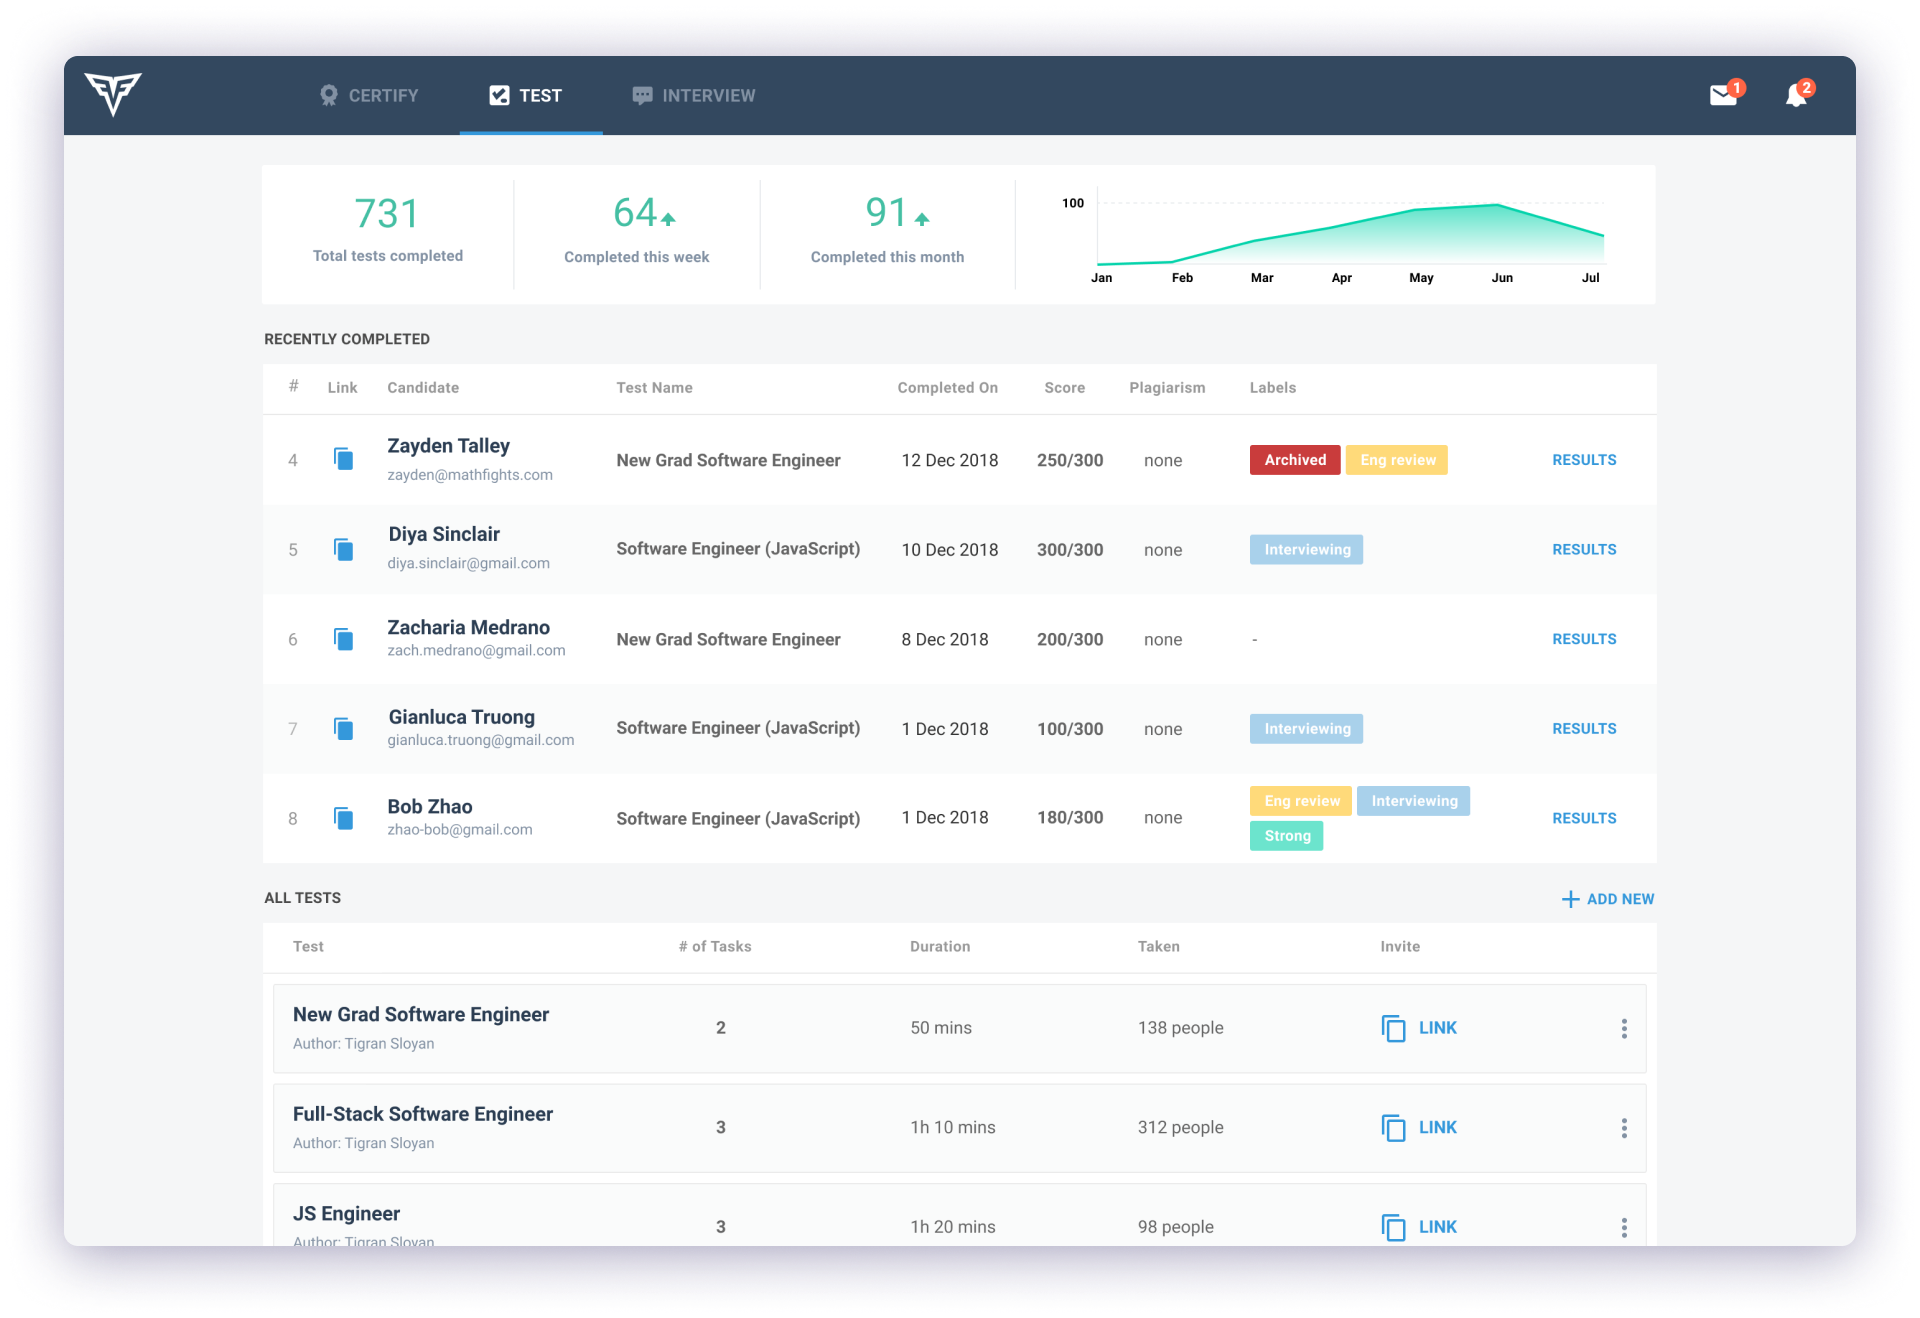 CERTIFY TEST INTERVIEW 1 2
731 64 91
Total tests completed Completed this week Completed this month
100
Jan Feb Mar Apr May Jun Jul
RECENTLY COMPLETED
# Link Candidate Test Name Completed On Score Plagiarism Labels
4 Zayden Talley New Grad Software Engineer 12 Dec 2018 250/300 none Archived Eng review RESULTS
zayden@mathfights.com
5 Diya Sinclair Software Engineer (JavaScript) 10 Dec 2018 300/300 none Interviewing RESULTS
diya.sinclair@gmail.com
6 Zacharia Medrano New Grad Software Engineer 8 Dec 2018 200/300 none - RESULTS
zach.medrano@gmail.com
7 Gianluca Truong Software Engineer (JavaScript) 1 Dec 2018 100/300 none Interviewing RESULTS
gianluca.truong@gmail.com
8 Bob Zhao Software Engineer (JavaScript) 1 Dec 2018 180/300 none Eng review Interviewing RESULTS
zhao-bob@gmail.com Strong
ALL TESTS + ADD NEW
Test # of Tasks Duration Taken Invite
New Grad Software Engineer 2 50 mins 138 people LINK
Author: Tigran Sloyan
Full-Stack Software Engineer 3 1h 10 mins 312 people LINK
Author: Tigran Sloyan
JS Engineer 3 1h 20 mins 98 people LINK
Author: Tigran Sloyan